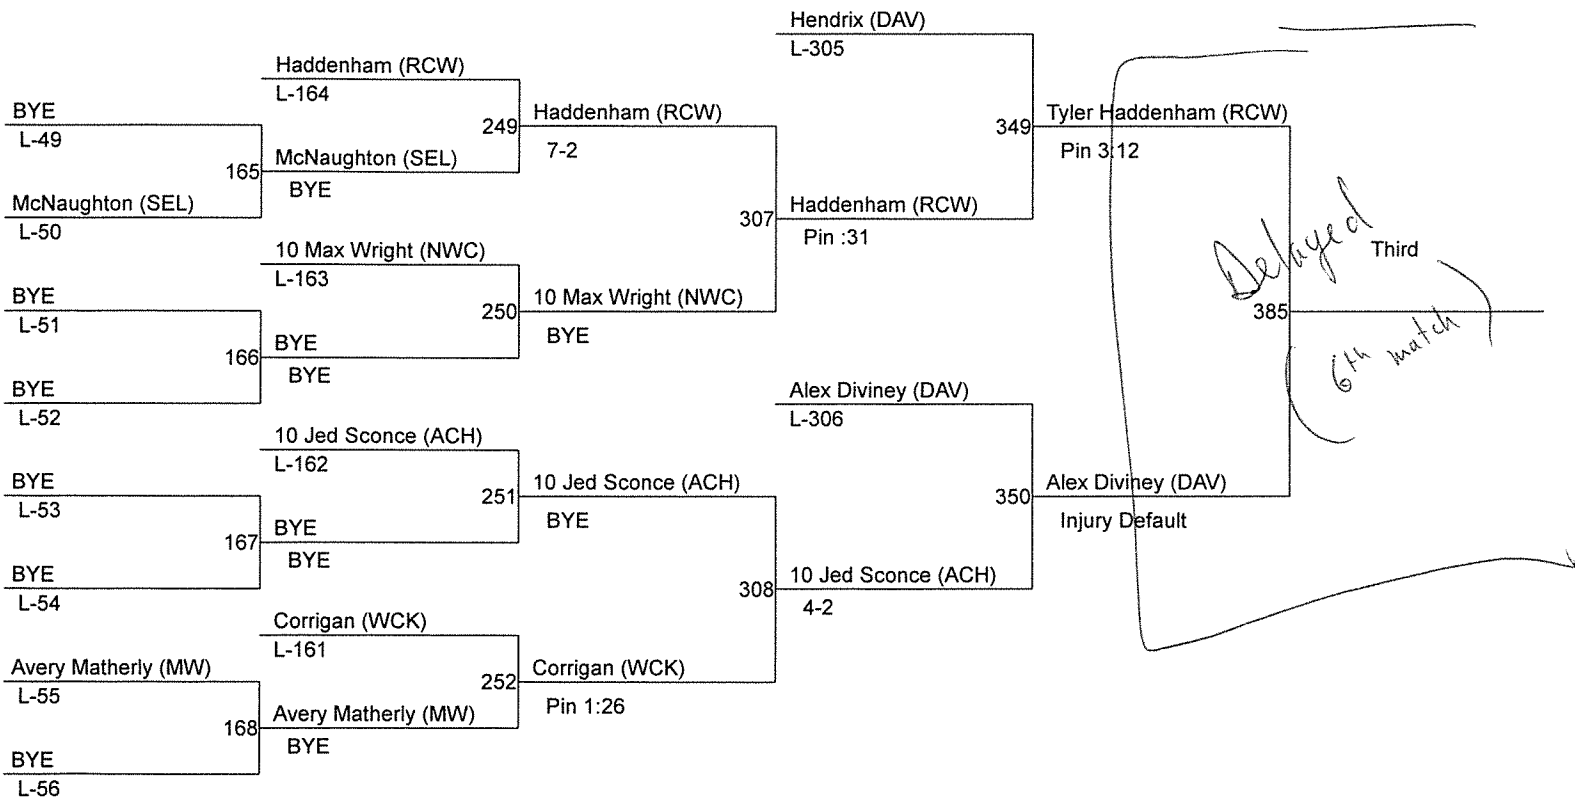 Hendrix (DAV)
L-305
Haddenham (RCW)
L-164
BYE
L-49
249
Haddenham (RCW)
7-2
349
Tyler Haddenham (RCW)
Pin 3:12
165
McNaughton (SEL)
BYE
McNaughton (SEL)
L-50
307
Haddenham (RCW)
Pin :31
10 Max Wright (NWC)
L-163
Delayed
Third
BYE
L-51
250
10 Max Wright (NWC)
BYE
385
166
BYE
BYE
6th match
BYE
L-52
Alex Diviney (DAV)
L-306
10 Jed Sconce (ACH)
L-162
BYE
L-53
251
10 Jed Sconce (ACH)
BYE
350
Alex Diviney (DAV)
Injury Default
167
BYE
BYE
BYE
L-54
308
10 Jed Sconce (ACH)
4-2
Corrigan (WCK)
L-161
Avery Matherly (MW)
L-55
252
Corrigan (WCK)
Pin 1:26
168
Avery Matherly (MW)
BYE
BYE
L-56